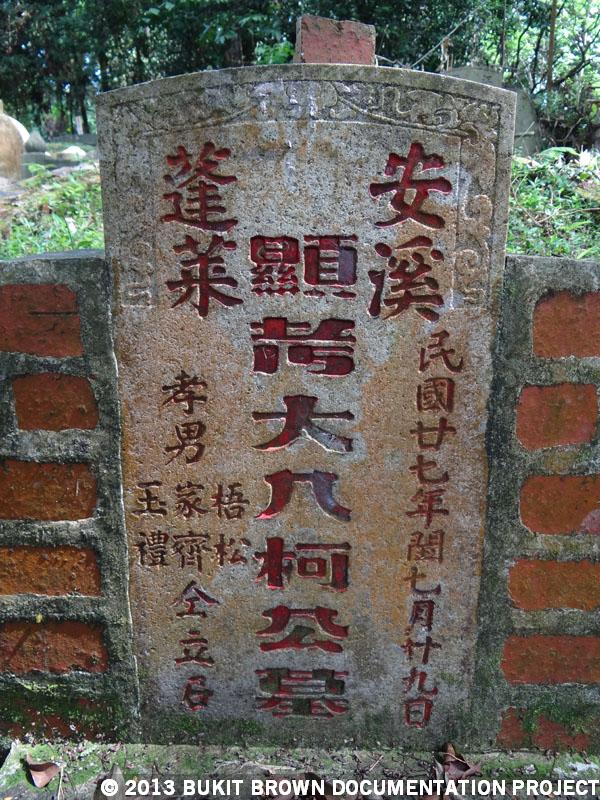 安溪
蓬萊
民國廿七年閏七月廿九日
顯考大八柯公墓
孝男
梧松
家齊
玉禮
仝立石
© 2013 BUKIT BROWN DOCUMENTATION PROJECT